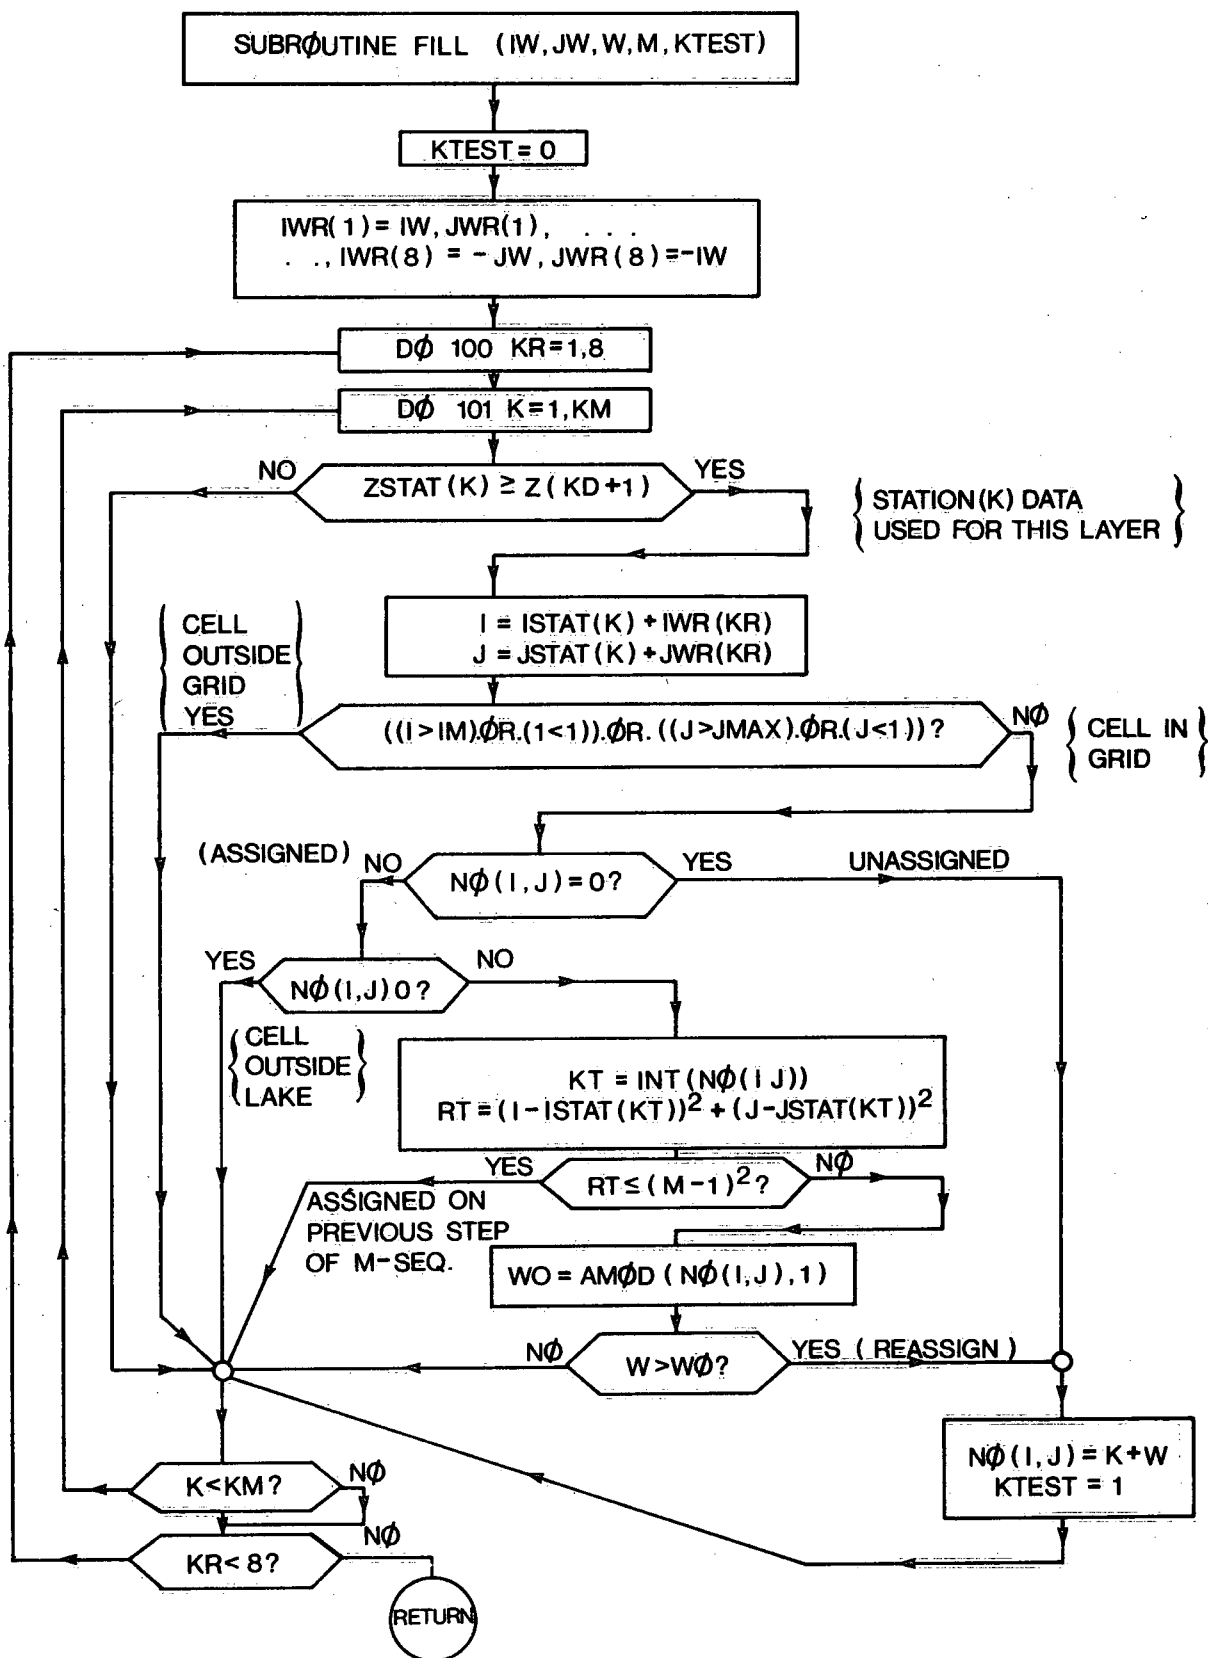 SUBRØUTINE FILL (IW, JW, W, M, KTEST)
KTEST = 0
IWR(1) = IW, JWR(1), . . .
. . , IWR(8) = -JW, JWR(8) = -IW
DØ 100 KR=1,8
DØ 101 K=1,KM
NO
ZSTAT(K) ≥ Z(KD+1)
YES
STATION(K) DATA
USED FOR THIS LAYER
I = ISTAT(K) + IWR(KR)
J = JSTAT(K) + JWR(KR)
CELL
OUTSIDE
GRID
YES
((I>IM).ØR.(1<1)).ØR.((J>JMAX).ØR.(J<1))?
NØ
CELL IN
GRID
(ASSIGNED)
NO
NØ(I,J)=0?
YES
UNASSIGNED
YES
NØ(I,J)0?
NO
CELL
OUTSIDE
LAKE
KT = INT(NØ(I J))
RT = (I-ISTAT(KT))² + (J-JSTAT(KT))²
YES
RT ≤ (M-1)²?
NØ
ASSIGNED ON
PREVIOUS STEP
OF M-SEQ.
WO = AMØD (NØ(I,J),1)
NØ
W>WØ?
YES (REASSIGN)
NØ(I,J) = K+W
KTEST = 1
K<KM?
NØ
KR<8?
NØ
RETURN